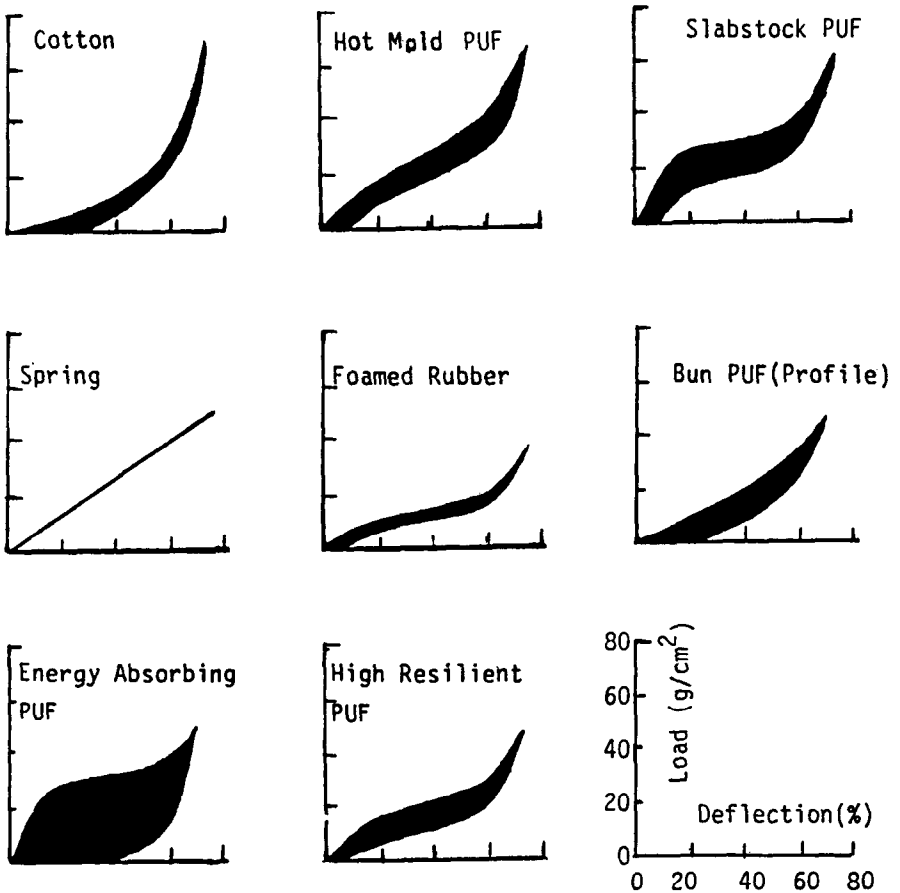 Cotton
Hot Mold PUF
Slabstock PUF
Spring
Foamed Rubber
Bun PUF(Profile)
Energy Absorbing
PUF
High Resilient
PUF
80
60
40
20
0
Load (g/cm²)
Deflection(%)
0 20 40 60 80